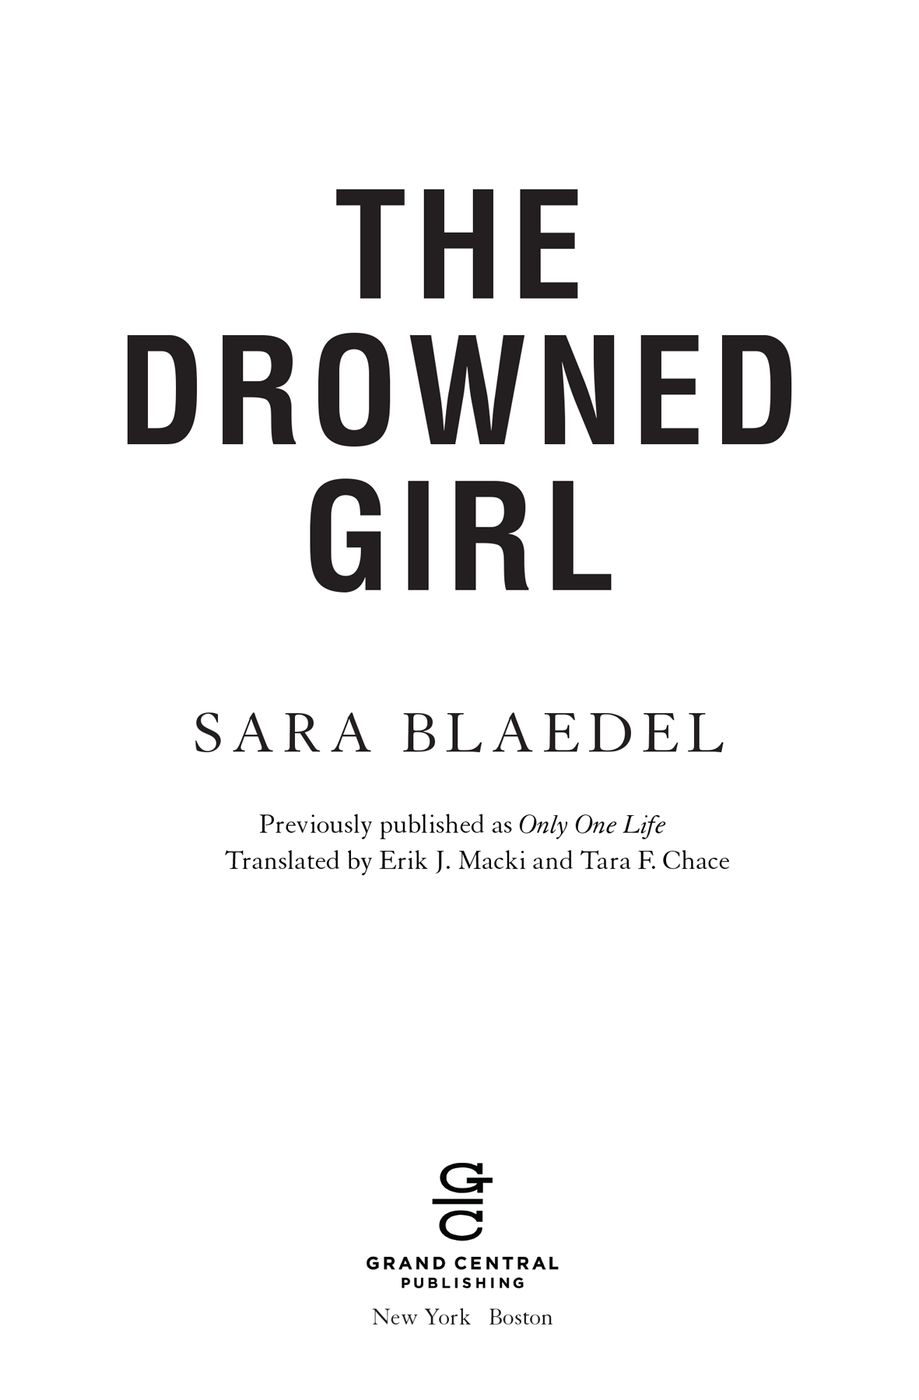 THE
DROWNED
GIRL
SARA BLAEDEL
Previously published as Only One Life
Translated by Erik J. Macki and Tara F. Chace
G
C
GRAND CENTRAL
PUBLISHING
New York Boston